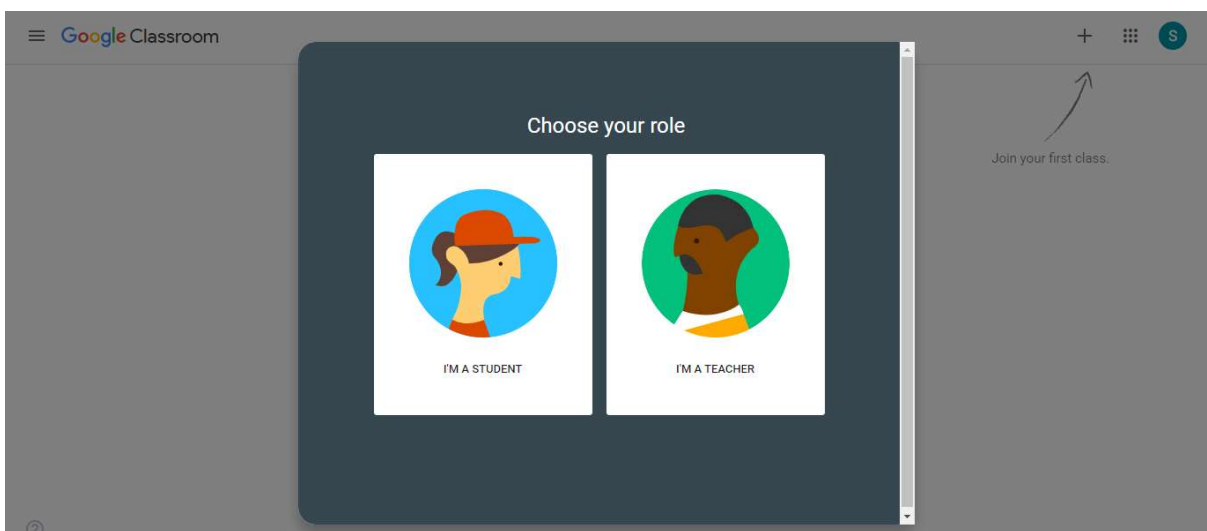 Google Classroom
S
Choose your role
Join your first class.
I'M A STUDENT
I'M A TEACHER